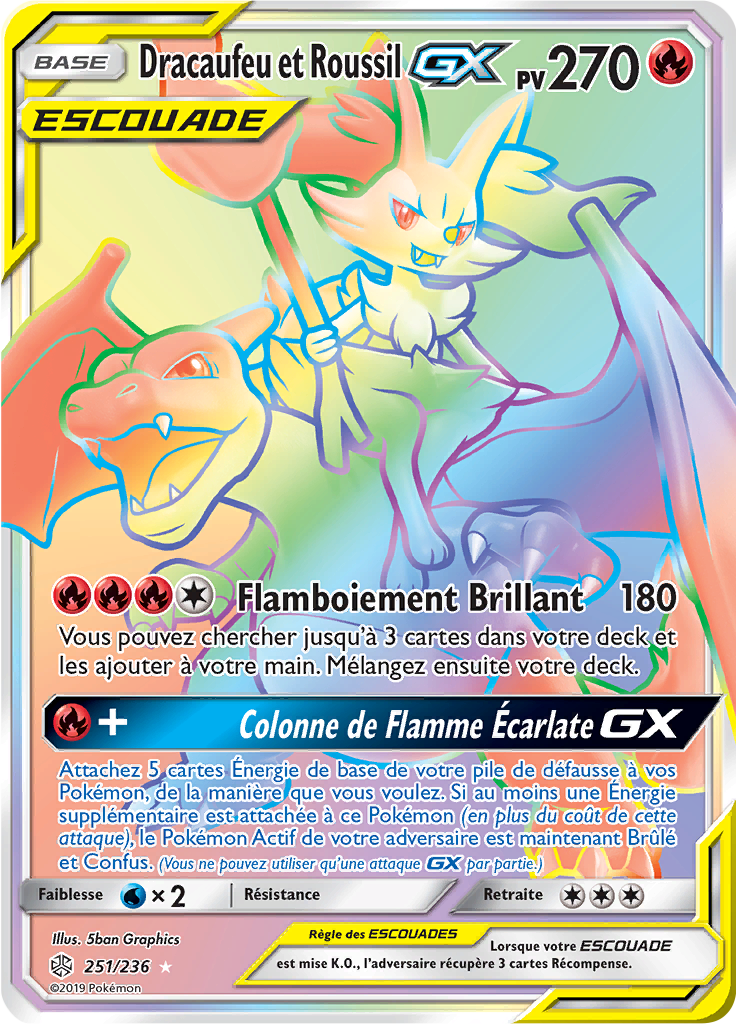 BASE Dracaufeu et Roussil GX PV270
ESCOUADE
Flamboiement Brillant 180
Vous pouvez chercher jusqu'à 3 cartes dans votre deck et
les ajouter à votre main. Mélangez ensuite votre deck.
+ Colonne de Flamme Écarlate GX
Attachez 5 cartes Énergie de base de votre pile de défausse à vos
Pokémon, de la manière que vous voulez. Si au moins une Énergie
supplémentaire est attachée à ce Pokémon (en plus du coût de cette
attaque), le Pokémon Actif de votre adversaire est maintenant Brûlé
et Confus. (Vous ne pouvez utiliser qu'une attaque GX par partie.)
Faiblesse ×2 Résistance Retraite
Illus. 5ban Graphics
251/236
©2019 Pokémon
Règle des ESCOUADES
Lorsque votre ESCOUADE
est mise K.O., l'adversaire récupère 3 cartes Récompense.